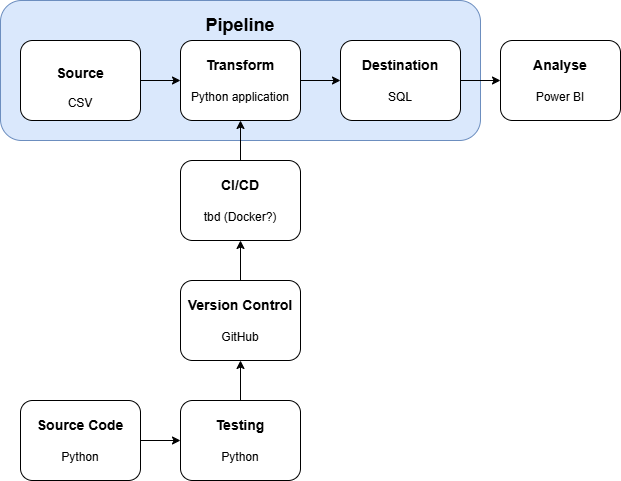 Pipeline
Source
CSV
Transform
Python application
Destination
SQL
Analyse
Power BI
CI/CD
tbd (Docker?)
Version Control
GitHub
Source Code
Python
Testing
Python